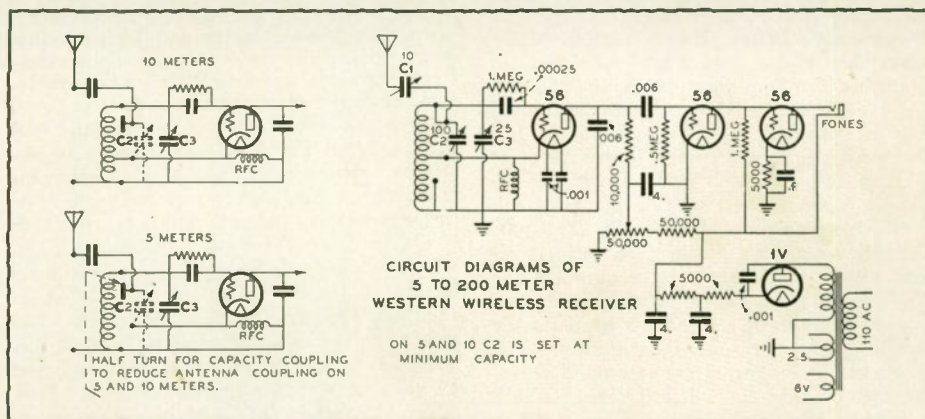 10 METERS
C2
C3
RFC
5 METERS
C2
C3
RFC
HALF TURN FOR CAPACITY COUPLING
TO REDUCE ANTENNA COUPLING ON
5 AND 10 METERS.
10
C1
1. MEG
.00025
56
100
C2
25
C3
RFC
.001
.006
.006
10,000
.5 MEG
4.
56
1. MEG
56
5000
FONES
50,000
50,000
CIRCUIT DIAGRAMS OF
5 TO 200 METER
WESTERN WIRELESS RECEIVER
ON 5 AND 10 C2 IS SET AT
MINIMUM CAPACITY
5000
4.
4.
.001
1V
110 AC
2.5
6V